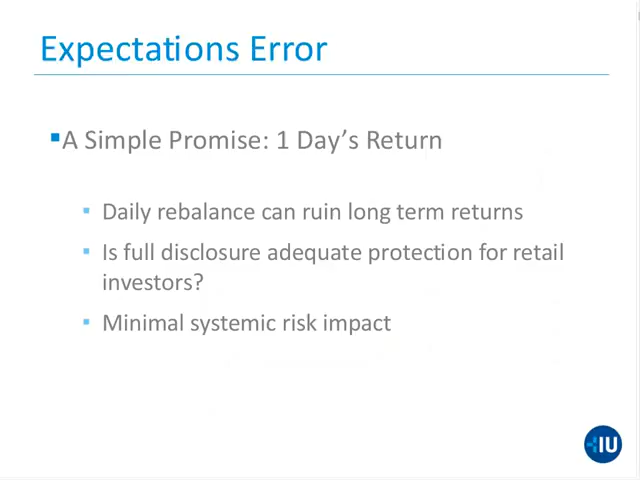 Expectations Error
A Simple Promise: 1 Day's Return
Daily rebalance can ruin long term returns
Is full disclosure adequate protection for retail
investors?
Minimal systemic risk impact
IU